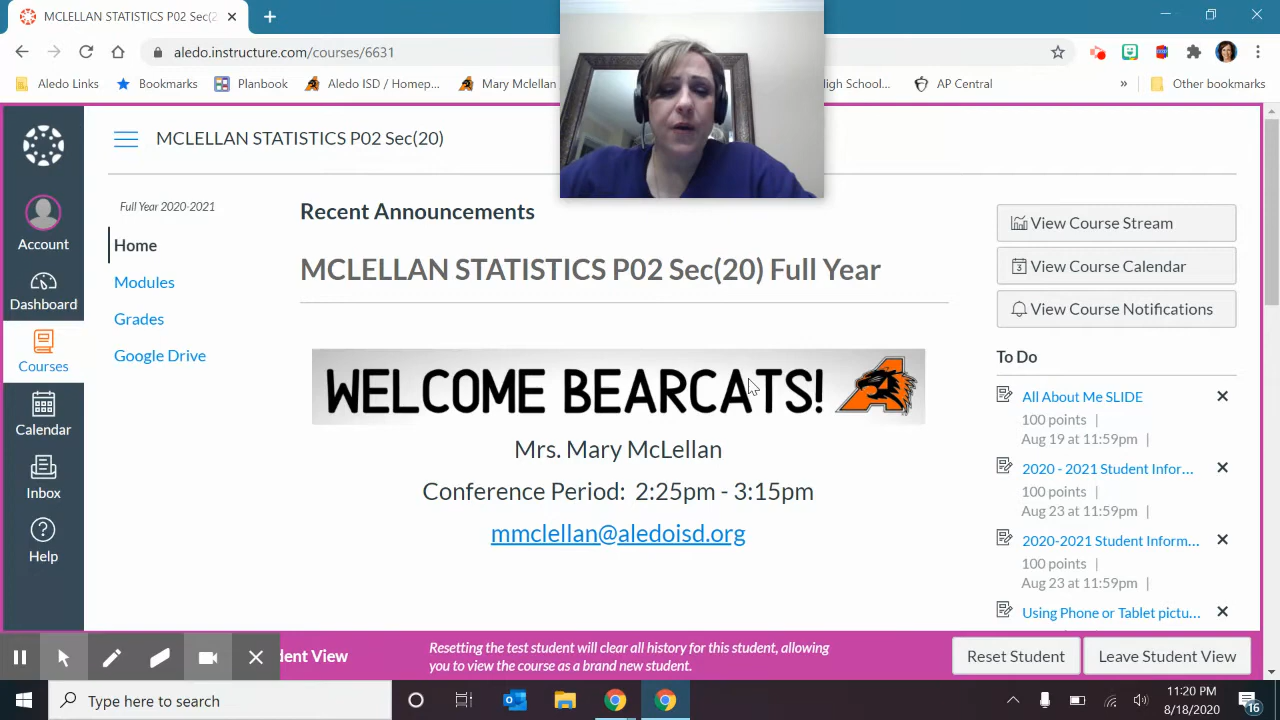 MCLELLAN STATISTICS P02 Sec(2
aledo.instructure.com/courses/6631
Aledo Links
Bookmarks
Planbook
Aledo ISD / Homep...
Mary Mclellan
igh School...
AP Central
»
Other bookmarks
MCLELLAN STATISTICS P02 Sec(20)
Account
Dashboard
Courses
Calendar
Inbox
Help
Full Year 2020-2021
Home
Modules
Grades
Google Drive
Recent Announcements
MCLELLAN STATISTICS P02 Sec(20) Full Year
WELCOME BEARCATS!
A
Mrs. Mary McLellan
Conference Period: 2:25pm - 3:15pm
mmclellan@aledoisd.org
View Course Stream
3
View Course Calendar
View Course Notifications
To Do
All About Me SLIDE
100 points |
Aug 19 at 11:59pm |
2020 - 2021 Student Infor...
100 points |
Aug 23 at 11:59pm |
2020-2021 Student Inform...
100 points |
Aug 23 at 11:59pm |
Using Phone or Tablet pictu...
dent View
Resetting the test student will clear all history for this student, allowing
you to view the course as a brand new student.
Reset Student
Leave Student View
Type here to search
11:20 PM
8/18/2020
16